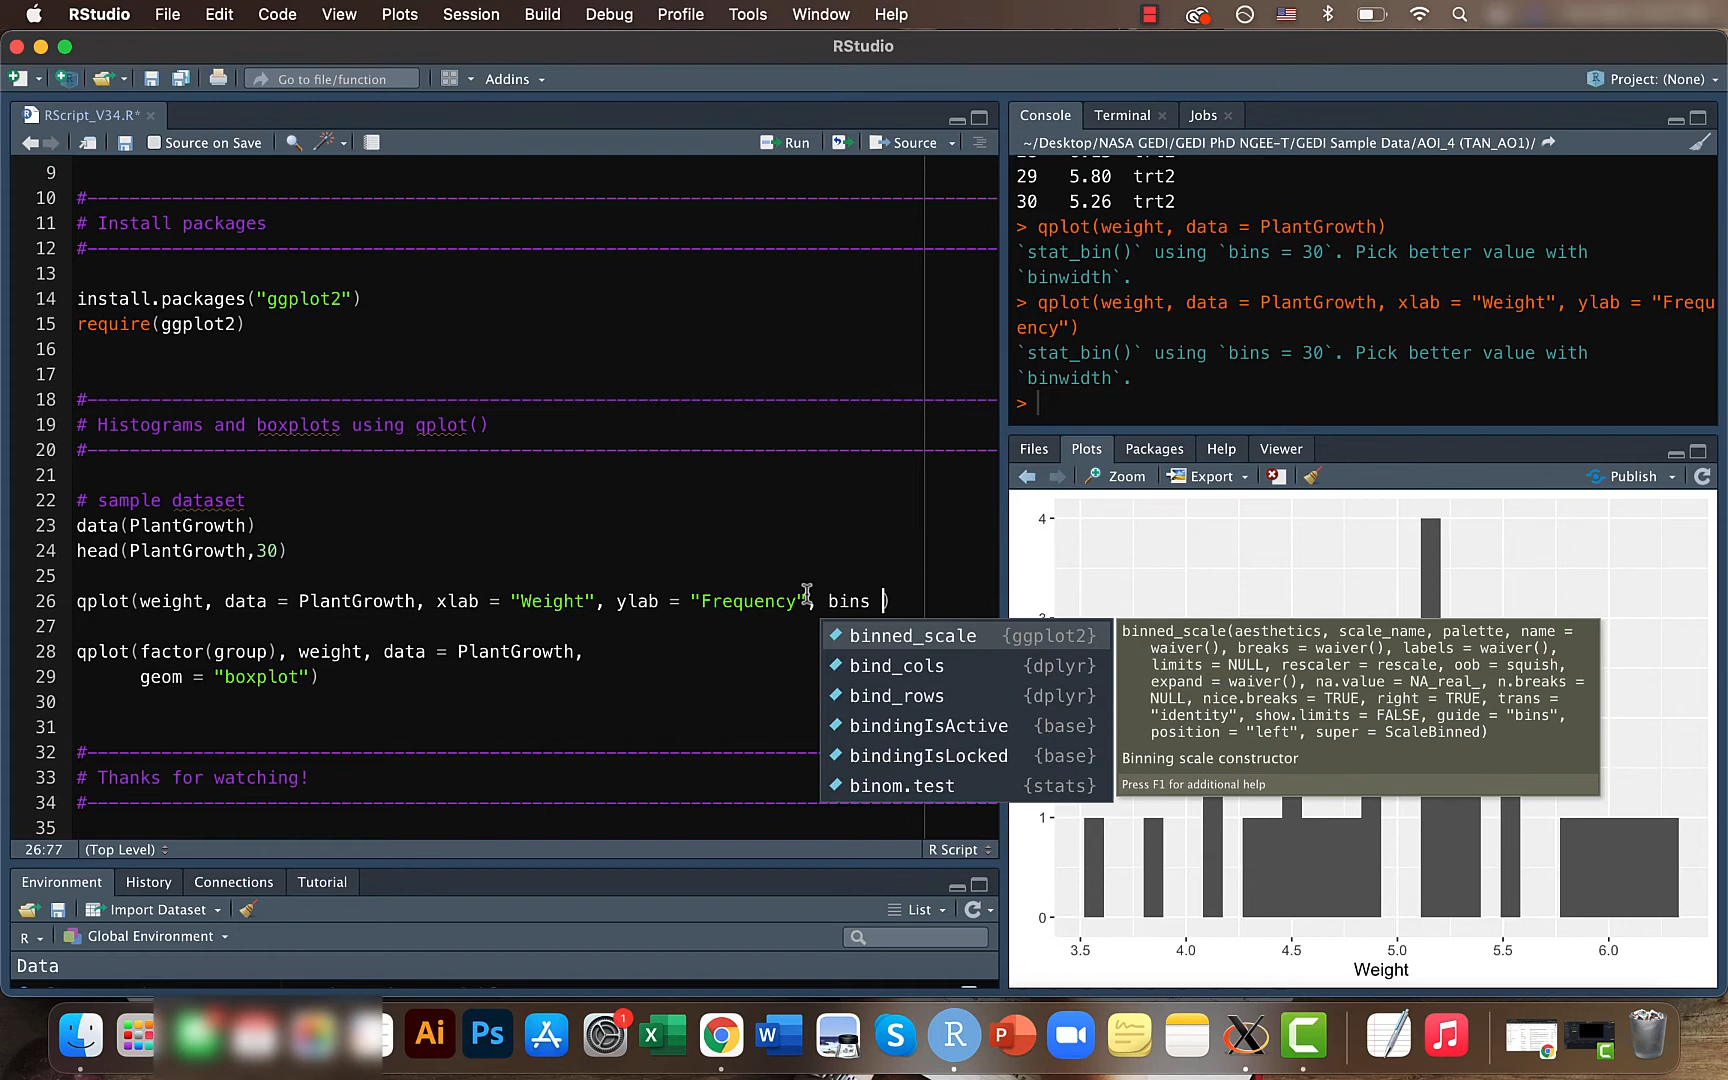 RStudio File Edit Code View Plots Session Build Debug Profile Tools Window Help
RStudio
Go to file/function Addins Project: (None)
RScript_V34.R*
Source on Save Run Source
9
10 #----------------------------------------------------------------------------------------
11 # Install packages
12 #----------------------------------------------------------------------------------------
13
14 install.packages("ggplot2")
15 require(ggplot2)
16
17
18 #----------------------------------------------------------------------------------------
19 # Histograms and boxplots using qplot()
20 #----------------------------------------------------------------------------------------
21
22 # sample dataset
23 data(PlantGrowth)
24 head(PlantGrowth,30)
25
26 qplot(weight, data = PlantGrowth, xlab = "Weight", ylab = "Frequency", bins )
27
28 qplot(factor(group), weight, data = PlantGrowth,
29 geom = "boxplot")
30
31
32 #----------------------------------------------------------------------
33 # Thanks for watching!
34 #----------------------------------------------------------------------
35
binned_scale {ggplot2}
bind_cols {dplyr}
bind_rows {dplyr}
bindingIsActive {base}
bindingIsLocked {base}
binom.test {stats}
binned_scale(aesthetics, scale_name, palette, name =
waiver(), breaks = waiver(), labels = waiver(),
limits = NULL, rescaler = rescale, oob = squish,
expand = waiver(), na.value = NA_real_, n.breaks =
NULL, nice.breaks = TRUE, right = TRUE, trans =
"identity", show.limits = FALSE, guide = "bins",
position = "left", super = ScaleBinned)
Binning scale constructor
Press F1 for additional help
26:77 (Top Level) R Script
Environment History Connections Tutorial
Import Dataset List
R Global Environment
Data
Console Terminal Jobs
~/Desktop/NASA GEDI/GEDI PhD NGEE-T/GEDI Sample Data/AOI_4 (TAN_AO1)/
29 5.80 trt2
30 5.26 trt2
> qplot(weight, data = PlantGrowth)
`stat_bin()` using `bins = 30`. Pick better value with
`binwidth`.
> qplot(weight, data = PlantGrowth, xlab = "Weight", ylab = "Frequ
ency")
`stat_bin()` using `bins = 30`. Pick better value with
`binwidth`.
>
Files Plots Packages Help Viewer
Zoom Export Publish
4
1
0
3.5 4.0 4.5 5.0 5.5 6.0
Weight
Ai Ps 1 X W S R P X C